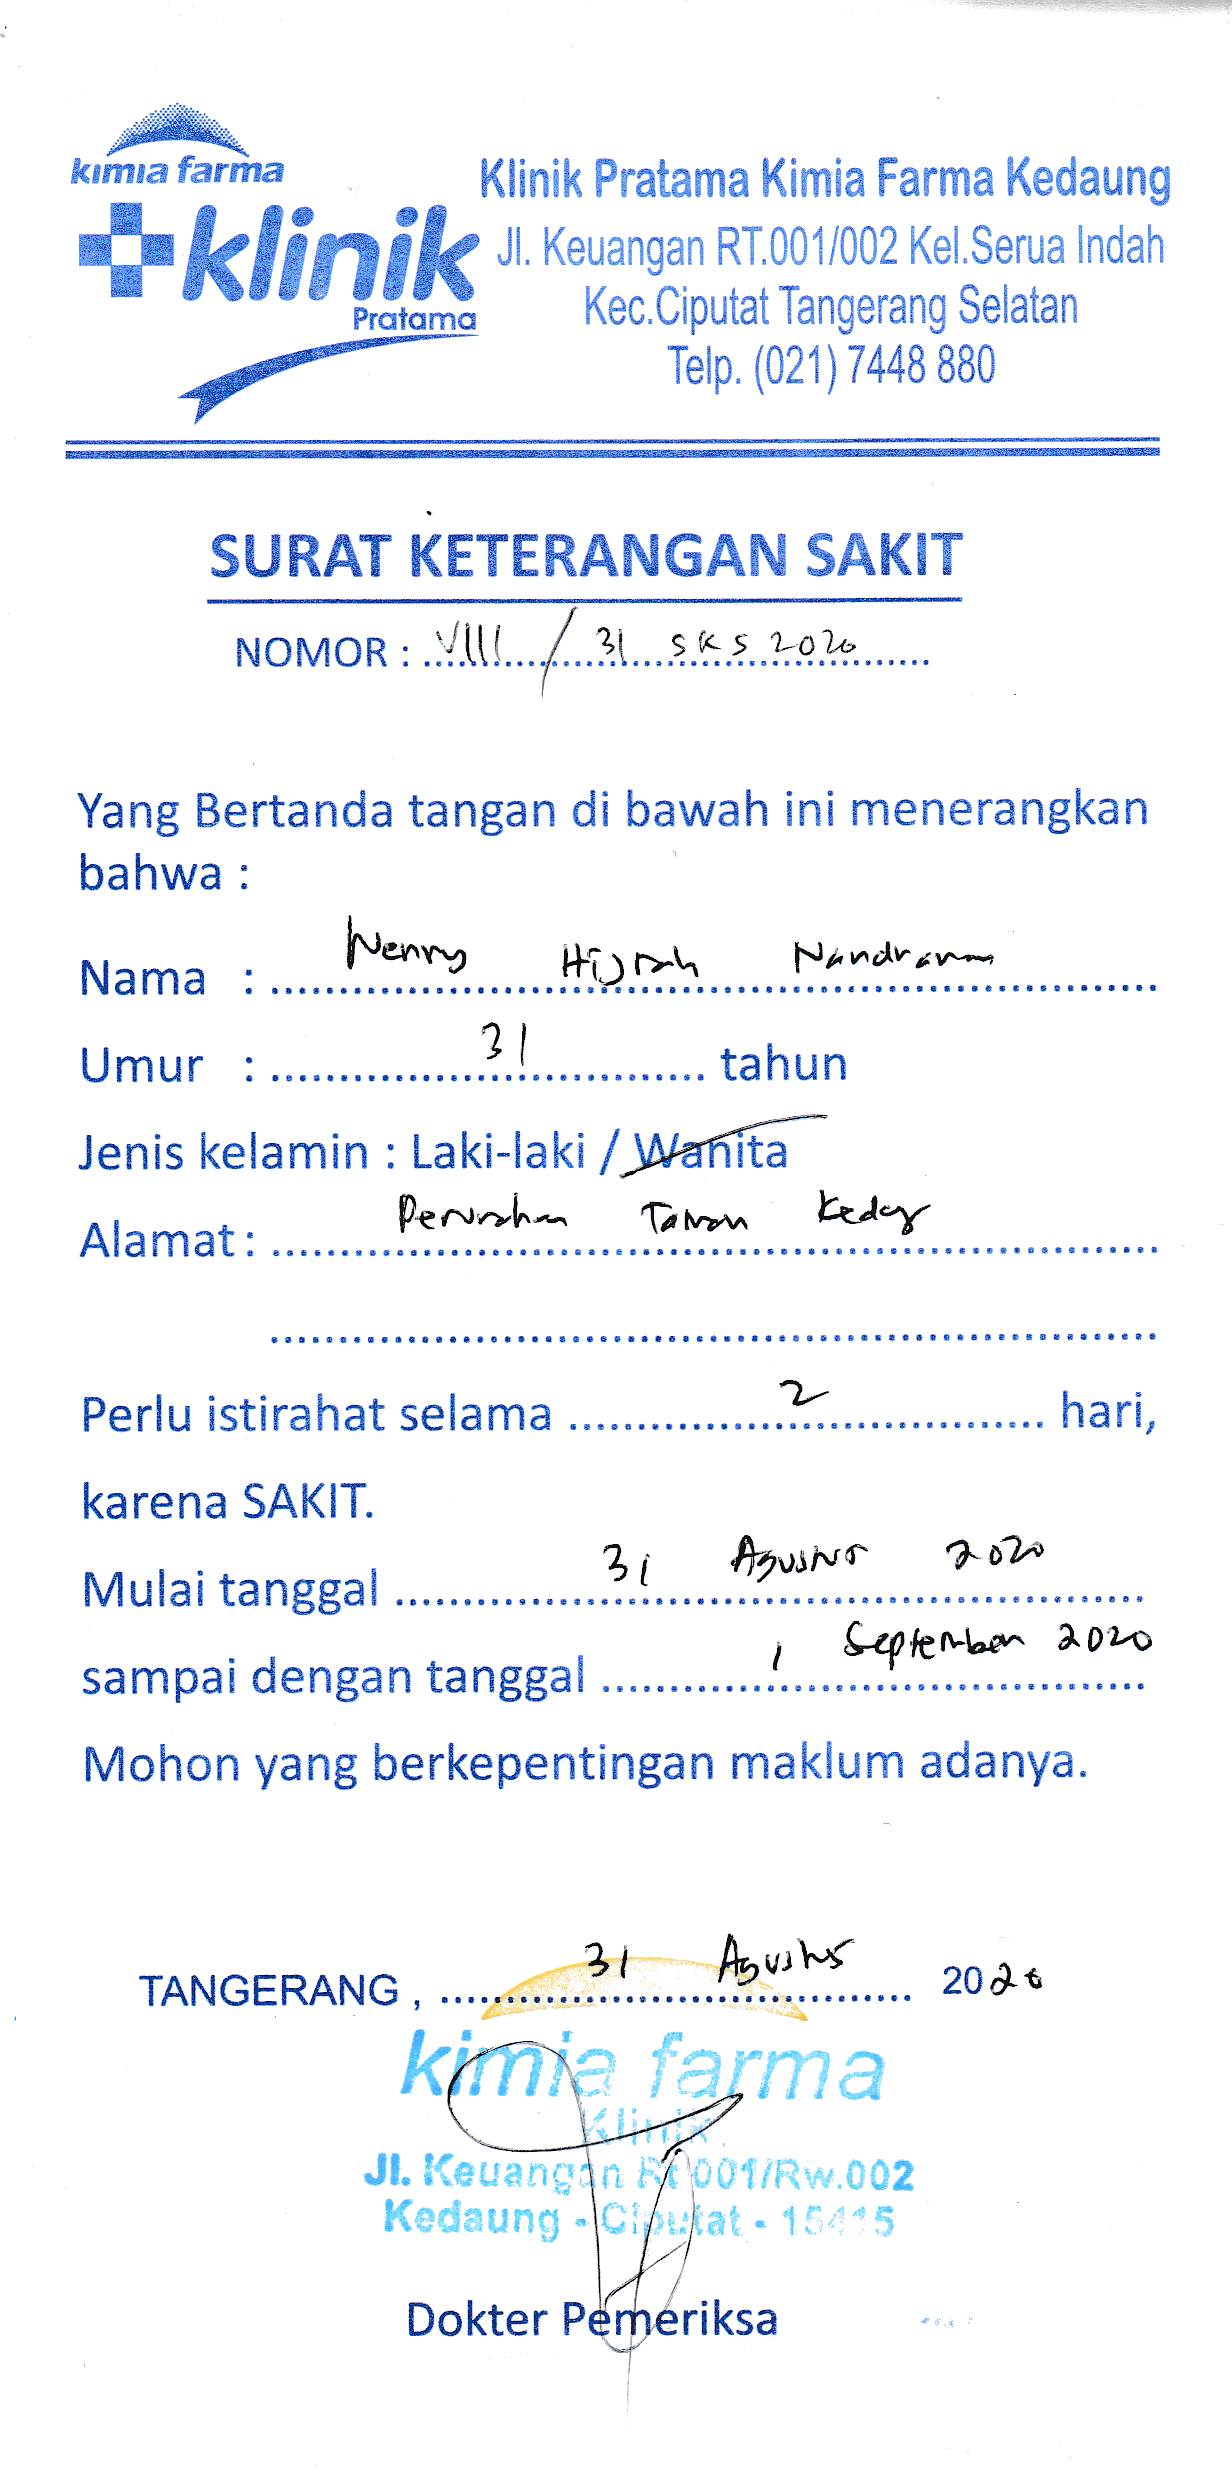 kimia farma
klinik
Pratama
Klinik Pratama Kimia Farma Kedaung
Jl. Keuangan RT.001/002 Kel.Serua Indah
Kec.Ciputat Tangerang Selatan
Telp. (021) 7448 880
SURAT KETERANGAN SAKIT
NOMOR : VIII / 31 SKS 2020
Yang Bertanda tangan di bawah ini menerangkan
bahwa :
Nama : Hijrah
Umur : 31 tahun
Jenis kelamin : Laki-laki / Wanita
Alamat : Taman
Perlu istirahat selama 2 hari,
karena SAKIT.
Mulai tanggal 31 Agustus 2020
sampai dengan tanggal 1 September 2020
Mohon yang berkepentingan maklum adanya.
TANGERANG , 31 Agustus 2020
kimia farma
Klinik
Jl. Keuangan Rt 001/Rw.002
Kedaung - Ciputat - 15415
Dokter Pemeriksa